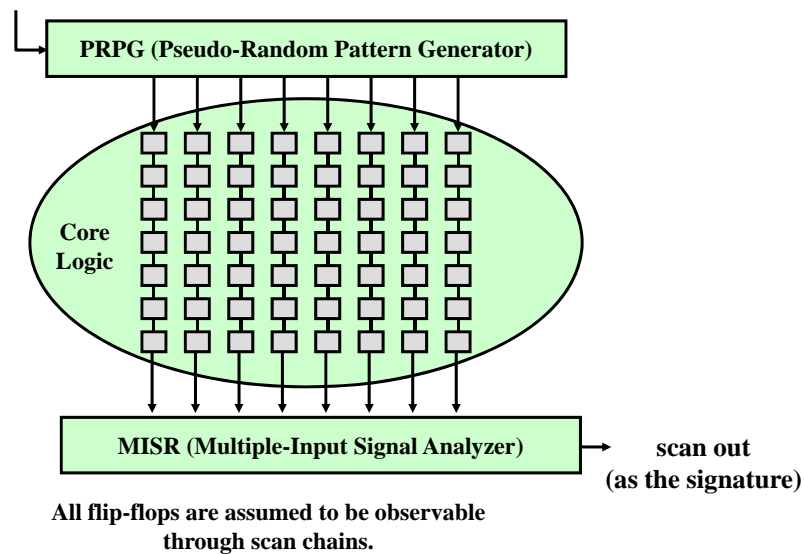 PRPG (Pseudo-Random Pattern Generator)
Core
Logic
MISR (Multiple-Input Signal Analyzer)
scan out
(as the signature)
All flip-flops are assumed to be observable
through scan chains.